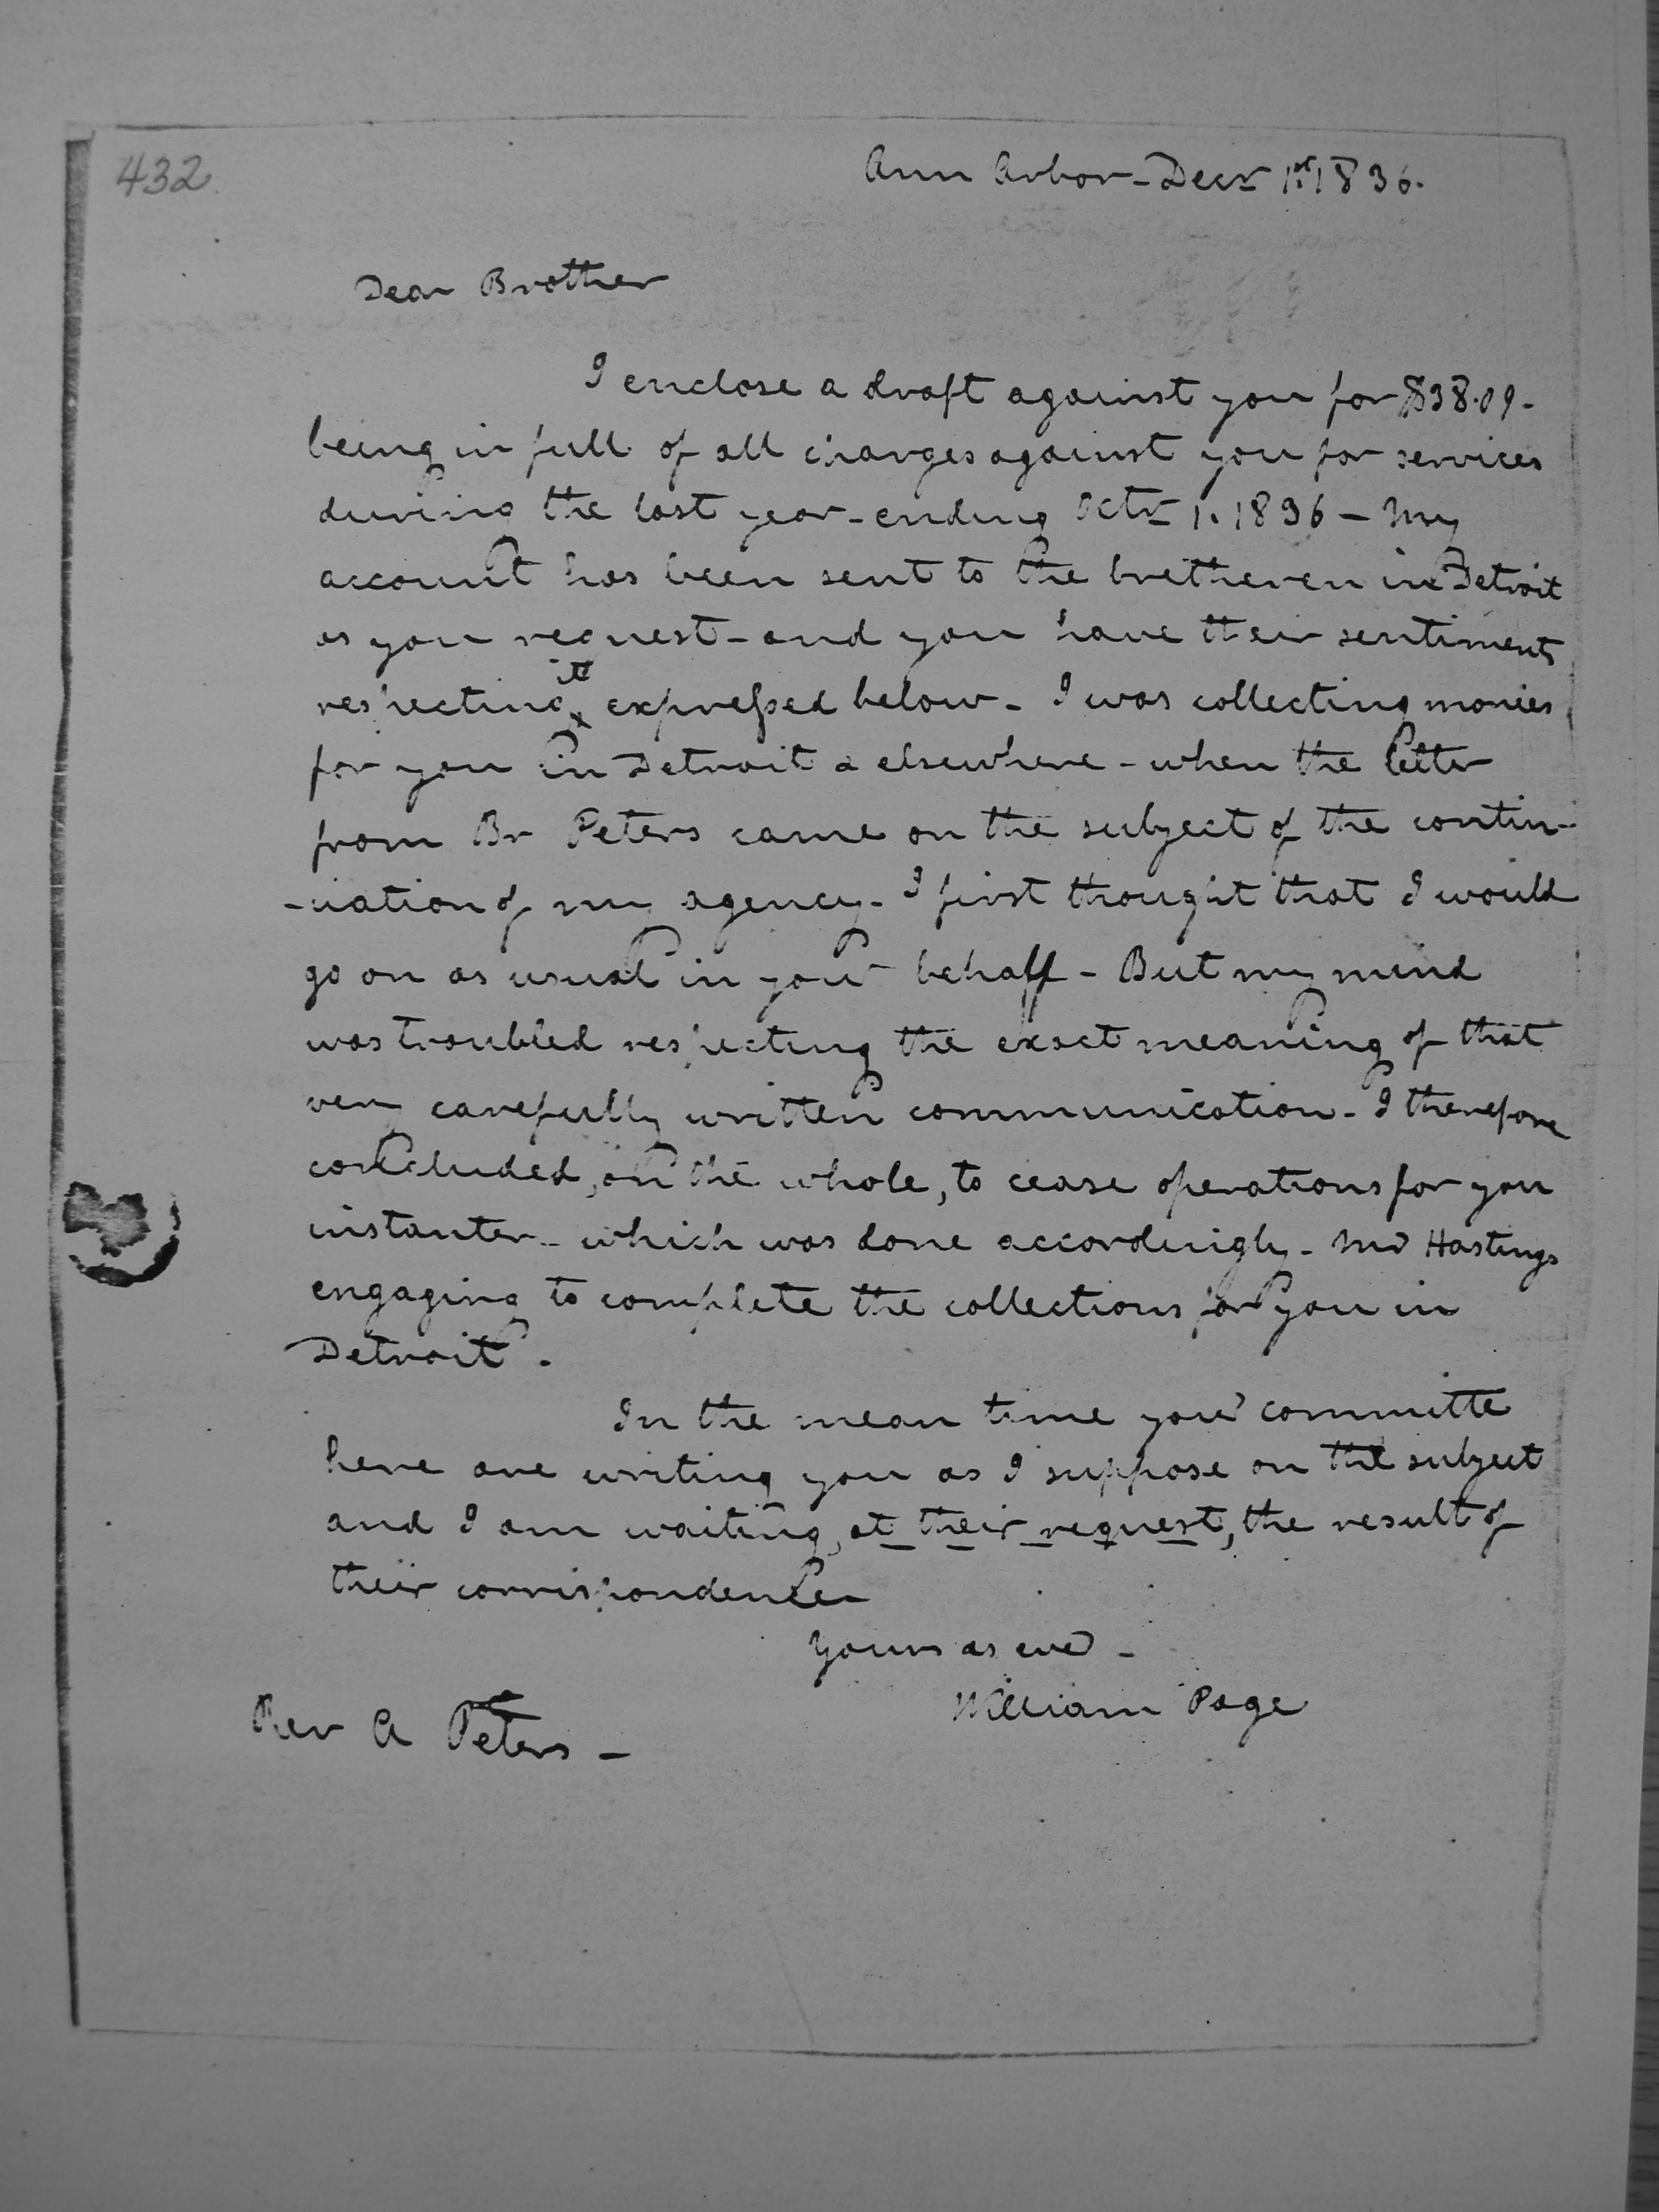 432.
Ann Arbor - Decr 1st 1836.
Dear Brother
I enclose a draft against you for $38.09-
being in full of all charges against you for services
during the last year - ending Octr 1. 1836 - My
account has been sent to the bretheren in Detroit
as you request - and you have their sentiments
respecting it expressed below - I was collecting monies
for you in Detroit & elsewhere - when the letter
from Br Peters came on the subject of the contin-
-uation of my agency - I first thought that I would
go on as usual in your behalf - But my mind
was troubled respecting the exact meaning of that
very carefully written communication - I therefore
concluded, on the whole, to cease operations for you
instanter - which was done accordingly - Mr Hastings
engaging to complete the collections for you in
Detroit.
In the mean time your committe
here are writing you as I suppose on the subject
and I am waiting, at their request, the result of
their corrispondence
Yours as ever -
William Page
Rev A Peters -